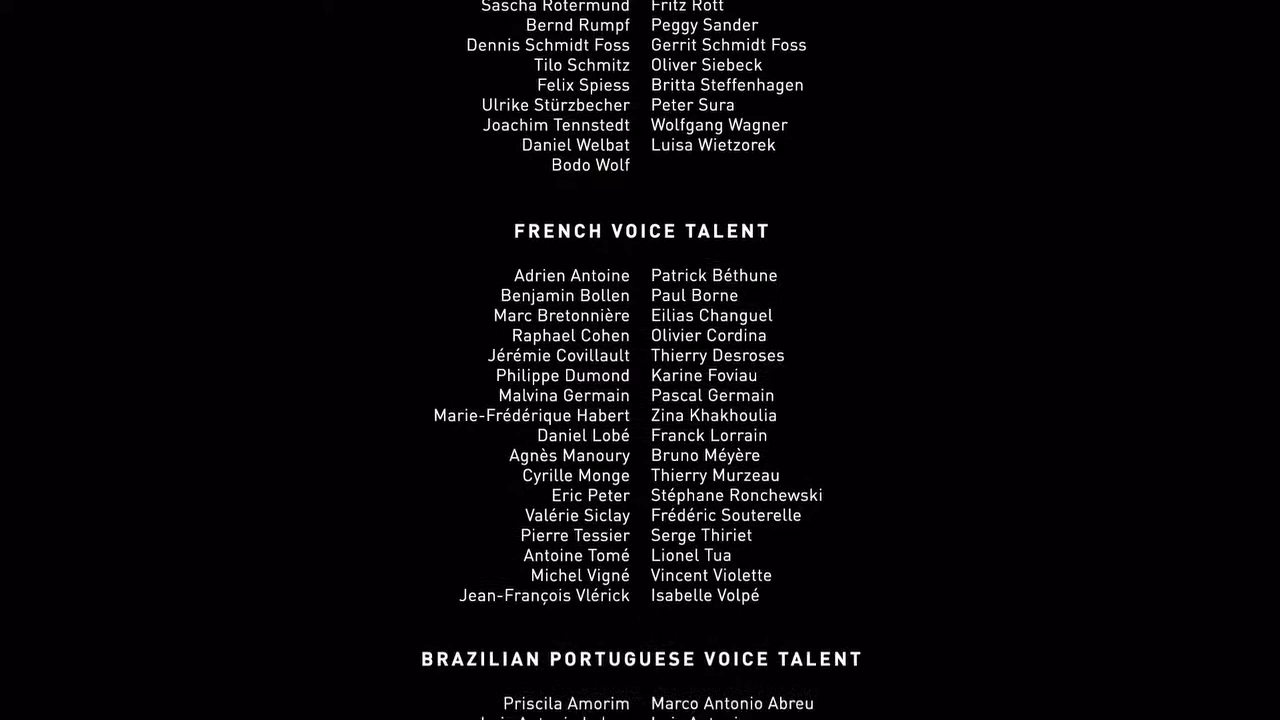 Sascha Rotermund Fritz Rott
Bernd Rumpf Peggy Sander
Dennis Schmidt Foss Gerrit Schmidt Foss
Tilo Schmitz Oliver Siebeck
Felix Spiess Britta Steffenhagen
Ulrike Stürzbecher Peter Sura
Joachim Tennstedt Wolfgang Wagner
Daniel Welbat Luisa Wietzorek
Bodo Wolf
FRENCH VOICE TALENT
Adrien Antoine Patrick Béthune
Benjamin Bollen Paul Borne
Marc Bretonnière Eilias Changuel
Raphael Cohen Olivier Cordina
Jérémie Covillault Thierry Desroses
Philippe Dumond Karine Foviau
Malvina Germain Pascal Germain
Marie-Frédérique Habert Zina Khakhoulia
Daniel Lobé Franck Lorrain
Agnès Manoury Bruno Méyère
Cyrille Monge Thierry Murzeau
Eric Peter Stéphane Ronchewski
Valérie Siclay Frédéric Souterelle
Pierre Tessier Serge Thiriet
Antoine Tomé Lionel Tua
Michel Vigné Vincent Violette
Jean-François Vlérick Isabelle Volpé
BRAZILIAN PORTUGUESE VOICE TALENT
Priscila Amorim Marco Antonio Abreu